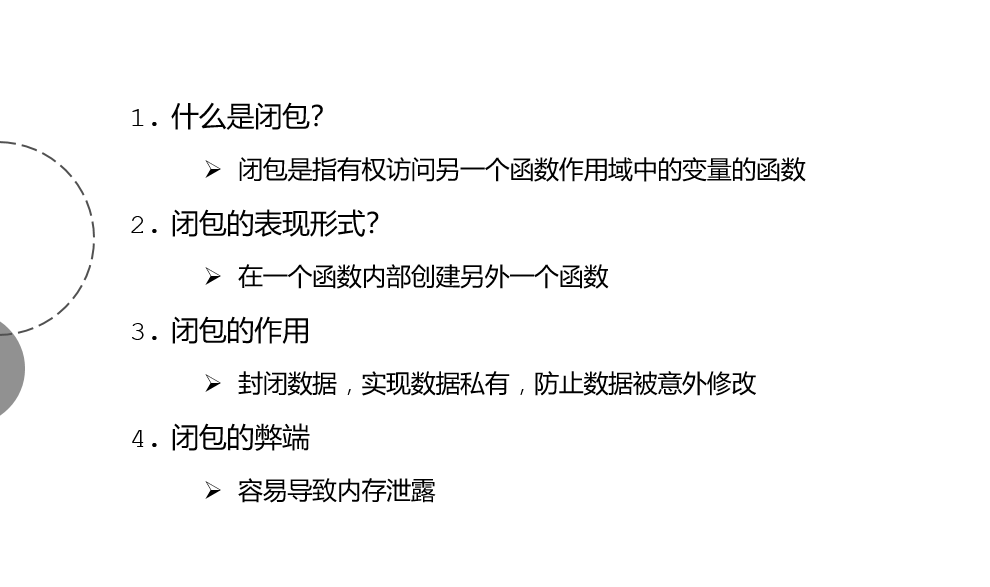 1. 什么是闭包？
➢ 闭包是指有权访问另一个函数作用域中的变量的函数
2. 闭包的表现形式？
➢ 在一个函数内部创建另外一个函数
3. 闭包的作用
➢ 封闭数据，实现数据私有，防止数据被意外修改
4. 闭包的弊端
➢ 容易导致内存泄露